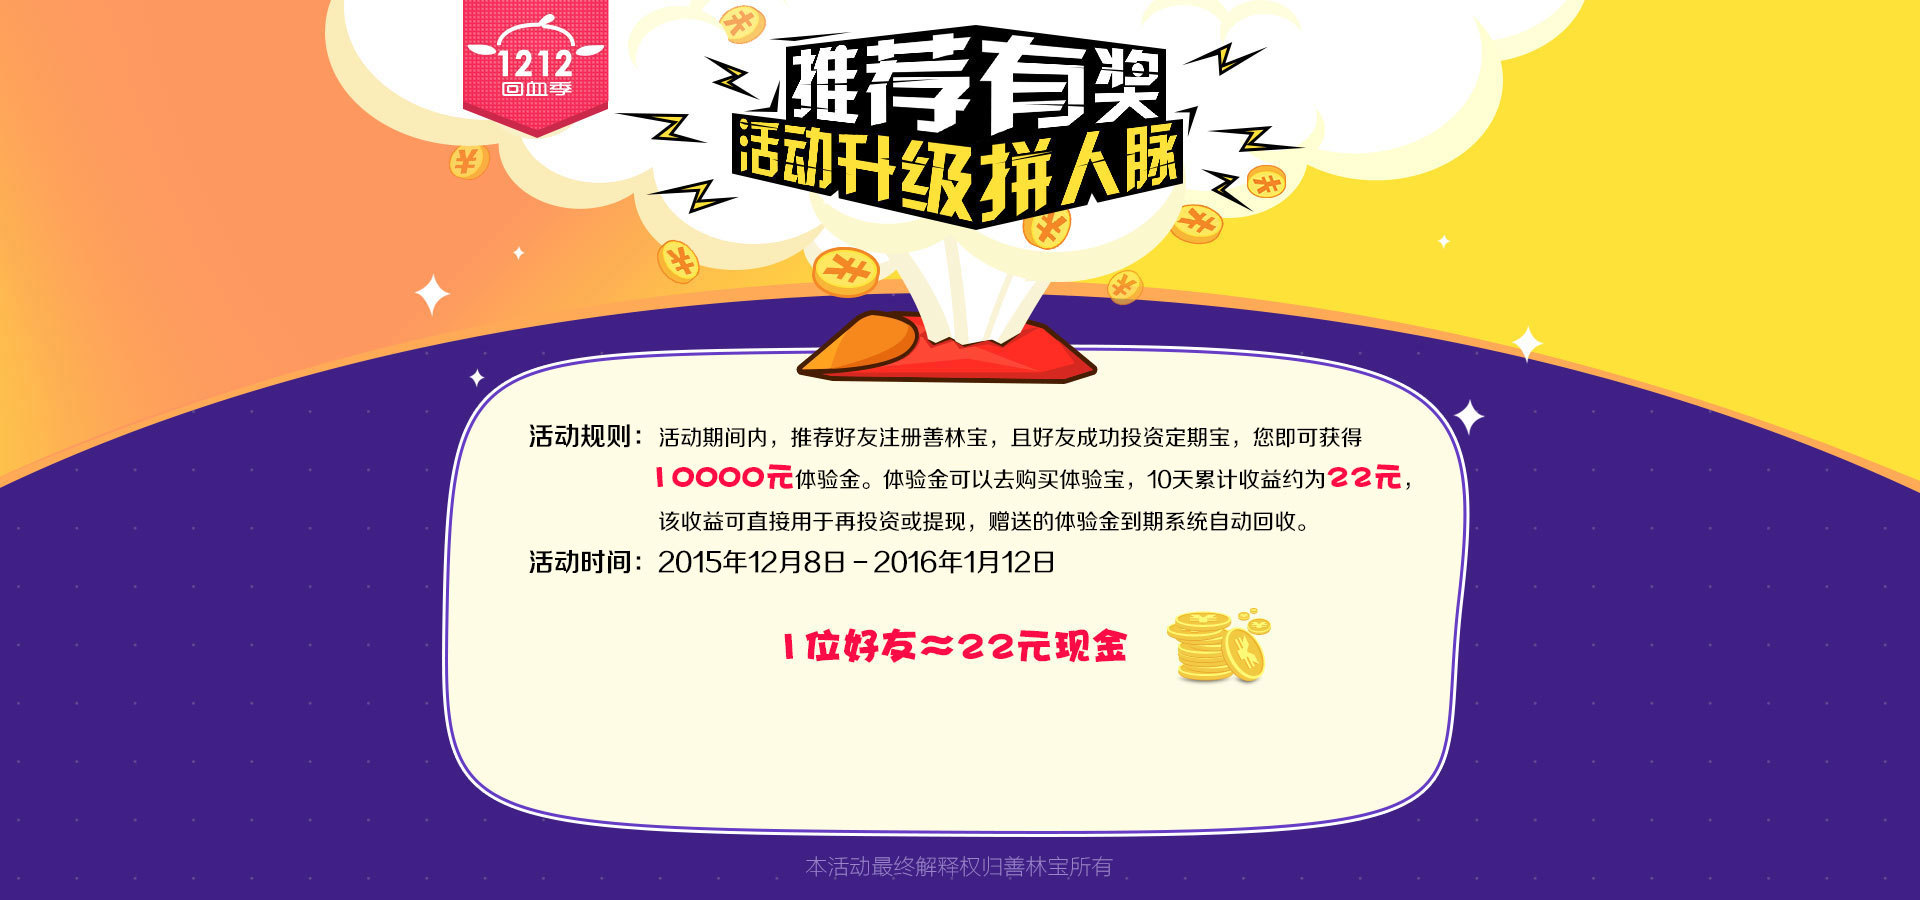 1212
回血季
推荐有奖
活动升级拼人脉
活动规则：活动期间内，推荐好友注册善林宝，且好友成功投资定期宝，您即可获得
10000元体验金。体验金可以去购买体验宝，10天累计收益约为22元，
该收益可直接用于再投资或提现，赠送的体验金到期系统自动回收。
活动时间：2015年12月8日－2016年1月12日
1位好友≈22元现金
本活动最终解释权归善林宝所有